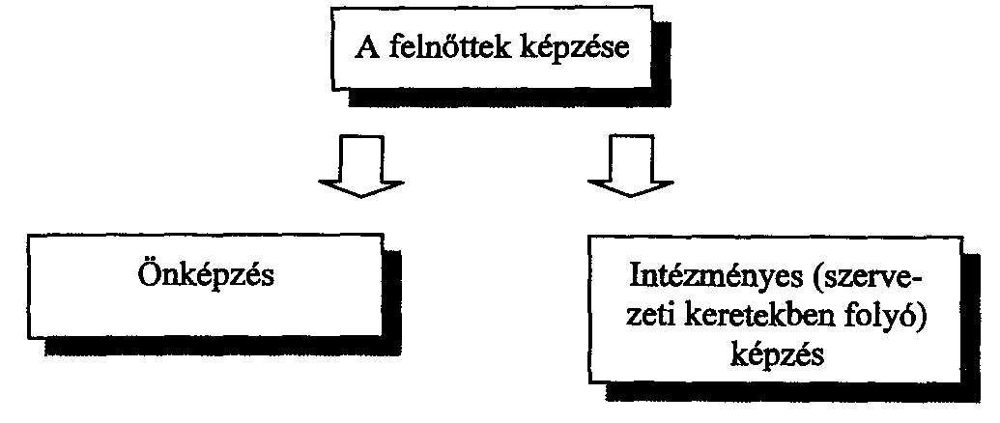 A felnőttek képzése
Önképzés
Intézményes (szerve-
zeti keretekben folyó)
képzés